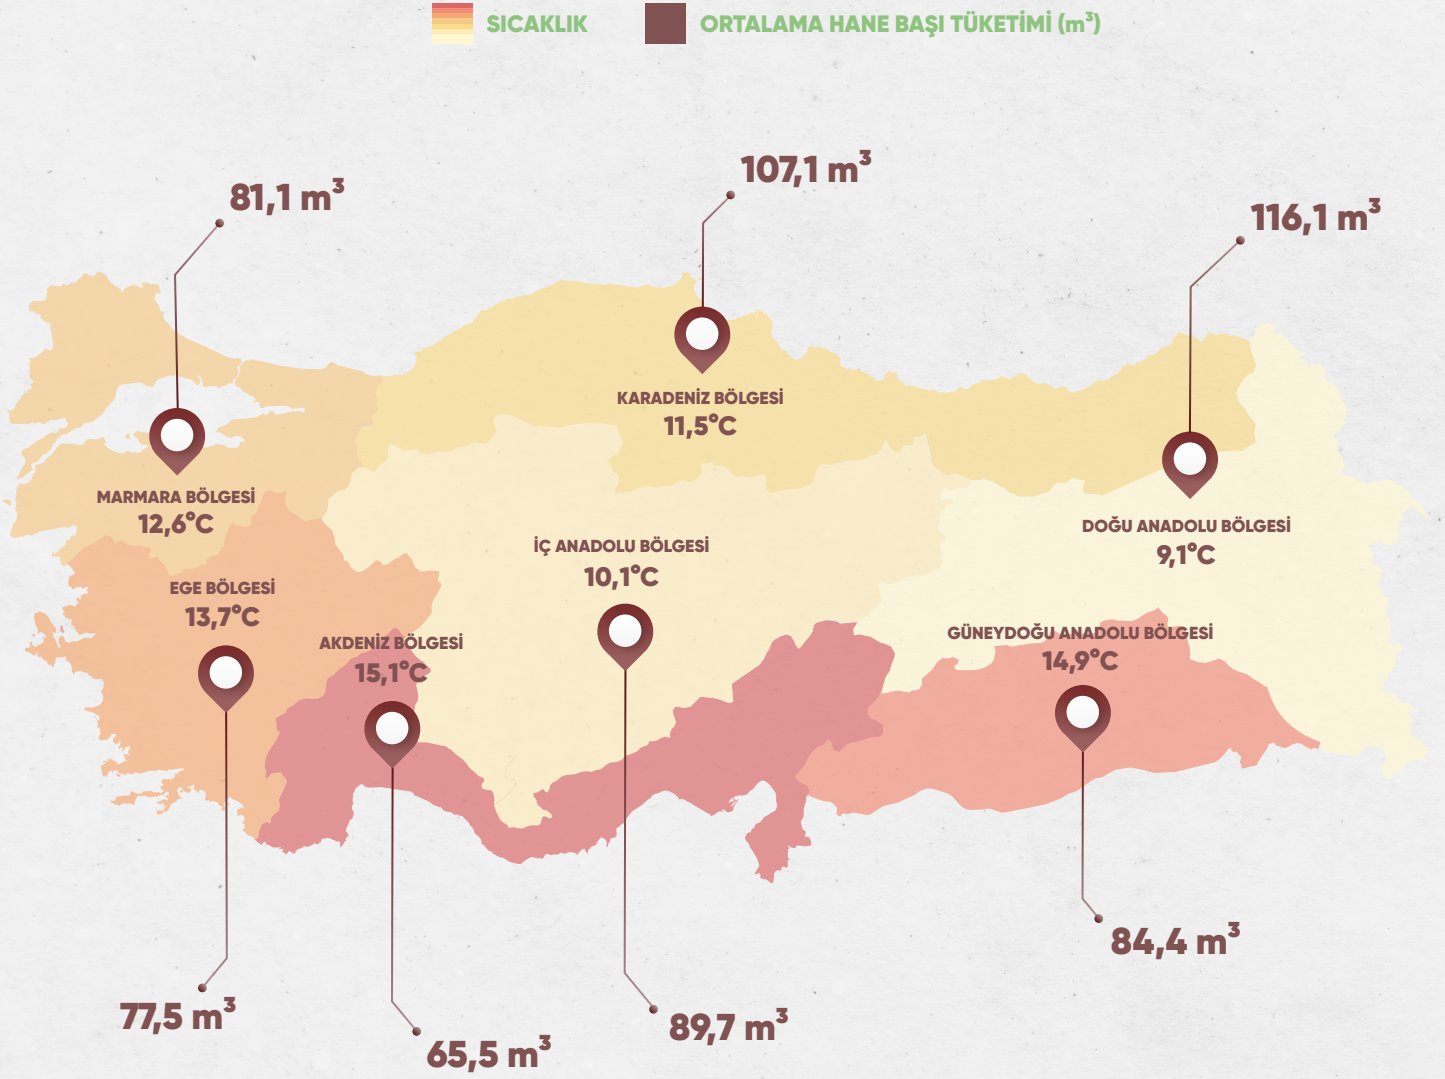 SICAKLIK
ORTALAMA HANE BAŞI TÜKETİMİ (m³)
107,1 m³
81,1 m³
116,1 m³
KARADENİZ BÖLGESİ
11,5°C
MARMARA BÖLGESİ
12,6°C
DOĞU ANADOLU BÖLGESİ
9,1°C
İÇ ANADOLU BÖLGESİ
10,1°C
EGE BÖLGESİ
13,7°C
AKDENİZ BÖLGESİ
15,1°C
GÜNEYDOĞU ANADOLU BÖLGESİ
14,9°C
84,4 m³
77,5 m³
89,7 m³
65,5 m³